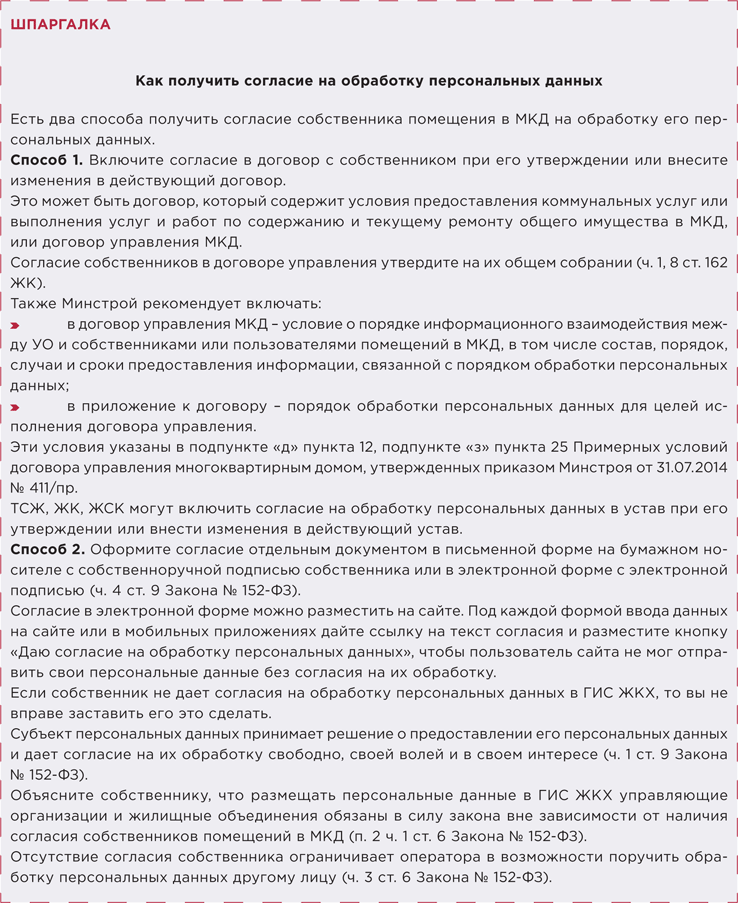 ШПАРГАЛКА
Как получить согласие на обработку персональных данных
Есть два способа получить согласие собственника помещения в МКД на обработку его пер-
сональных данных.
Способ 1. Включите согласие в договор с собственником при его утверждении или внесите
изменения в действующий договор.
Это может быть договор, который содержит условия предоставления коммунальных услуг или
выполнения услуг и работ по содержанию и текущему ремонту общего имущества в МКД,
или договор управления МКД.
Согласие собственников в договоре управления утвердите на их общем собрании (ч. 1, 8 ст. 162
ЖК).
Также Минстрой рекомендует включать:
в договор управления МКД – условие о порядке информационного взаимодействия меж-
ду УО и собственниками или пользователями помещений в МКД, в том числе состав, порядок,
случаи и сроки предоставления информации, связанной с порядком обработки персональных
данных;
в приложение к договору – порядок обработки персональных данных для целей ис-
полнения договора управления.
Эти условия указаны в подпункте «д» пункта 12, подпункте «з» пункта 25 Примерных условий
договора управления многоквартирным домом, утвержденных приказом Минстроя от 31.07.2014
№ 411/пр.
ТСЖ, ЖК, ЖСК могут включить согласие на обработку персональных данных в устав при его
утверждении или внести изменения в действующий устав.
Способ 2. Оформите согласие отдельным документом в письменной форме на бумажном но-
сителе с собственноручной подписью собственника или в электронной форме с электронной
подписью (ч. 4 ст. 9 Закона № 152-ФЗ).
Согласие в электронной форме можно разместить на сайте. Под каждой формой ввода данных
на сайте или в мобильных приложениях дайте ссылку на текст согласия и разместите кнопку
«Даю согласие на обработку персональных данных», чтобы пользователь сайта не мог отпра-
вить свои персональные данные без согласия на их обработку.
Если собственник не дает согласия на обработку персональных данных в ГИС ЖКХ, то вы не
вправе заставить его это сделать.
Субъект персональных данных принимает решение о предоставлении его персональных данных
и дает согласие на их обработку свободно, своей волей и в своем интересе (ч. 1 ст. 9 Закона
№ 152-ФЗ).
Объясните собственнику, что размещать персональные данные в ГИС ЖКХ управляющие
организации и жилищные объединения обязаны в силу закона вне зависимости от наличия
согласия собственников помещений в МКД (п. 2 ч. 1 ст. 6 Закона № 152-ФЗ).
Отсутствие согласия собственника ограничивает оператора в возможности поручить обра-
ботку персональных данных другому лицу (ч. 3 ст. 6 Закона № 152-ФЗ).